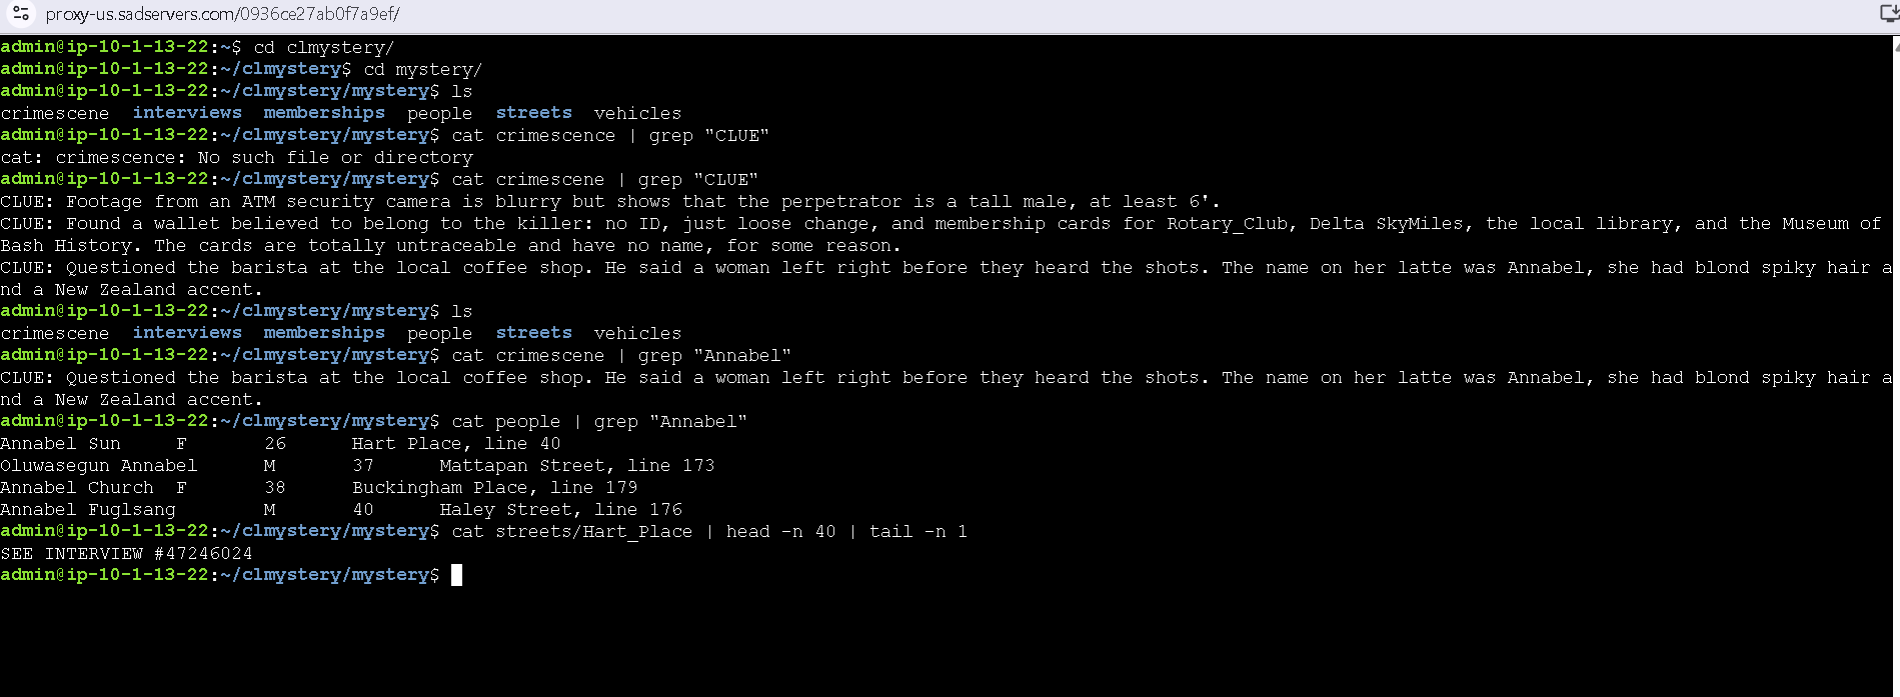 proxy-us.sadservers.com/0936ce27ab0f7a9ef/
admin@ip-10-1-13-22:~$ cd clmystery/
admin@ip-10-1-13-22:~/clmystery$ cd mystery/
admin@ip-10-1-13-22:~/clmystery/mystery$ ls
crimescene  interviews  memberships  people  streets  vehicles
admin@ip-10-1-13-22:~/clmystery/mystery$ cat crimescence | grep "CLUE"
cat: crimescence: No such file or directory
admin@ip-10-1-13-22:~/clmystery/mystery$ cat crimescene | grep "CLUE"
CLUE: Footage from an ATM security camera is blurry but shows that the perpetrator is a tall male, at least 6'.
CLUE: Found a wallet believed to belong to the killer: no ID, just loose change, and membership cards for Rotary_Club, Delta SkyMiles, the local library, and the Museum of
Bash History. The cards are totally untraceable and have no name, for some reason.
CLUE: Questioned the barista at the local coffee shop. He said a woman left right before they heard the shots. The name on her latte was Annabel, she had blond spiky hair a
nd a New Zealand accent.
admin@ip-10-1-13-22:~/clmystery/mystery$ ls
crimescene  interviews  memberships  people  streets  vehicles
admin@ip-10-1-13-22:~/clmystery/mystery$ cat crimescene | grep "Annabel"
CLUE: Questioned the barista at the local coffee shop. He said a woman left right before they heard the shots. The name on her latte was Annabel, she had blond spiky hair a
nd a New Zealand accent.
admin@ip-10-1-13-22:~/clmystery/mystery$ cat people | grep "Annabel"
Annabel Sun     F       26      Hart Place, line 40
Oluwasegun Annabel      M       37      Mattapan Street, line 173
Annabel Church  F       38      Buckingham Place, line 179
Annabel Fuglsang        M       40      Haley Street, line 176
admin@ip-10-1-13-22:~/clmystery/mystery$ cat streets/Hart_Place | head -n 40 | tail -n 1
SEE INTERVIEW #47246024
admin@ip-10-1-13-22:~/clmystery/mystery$